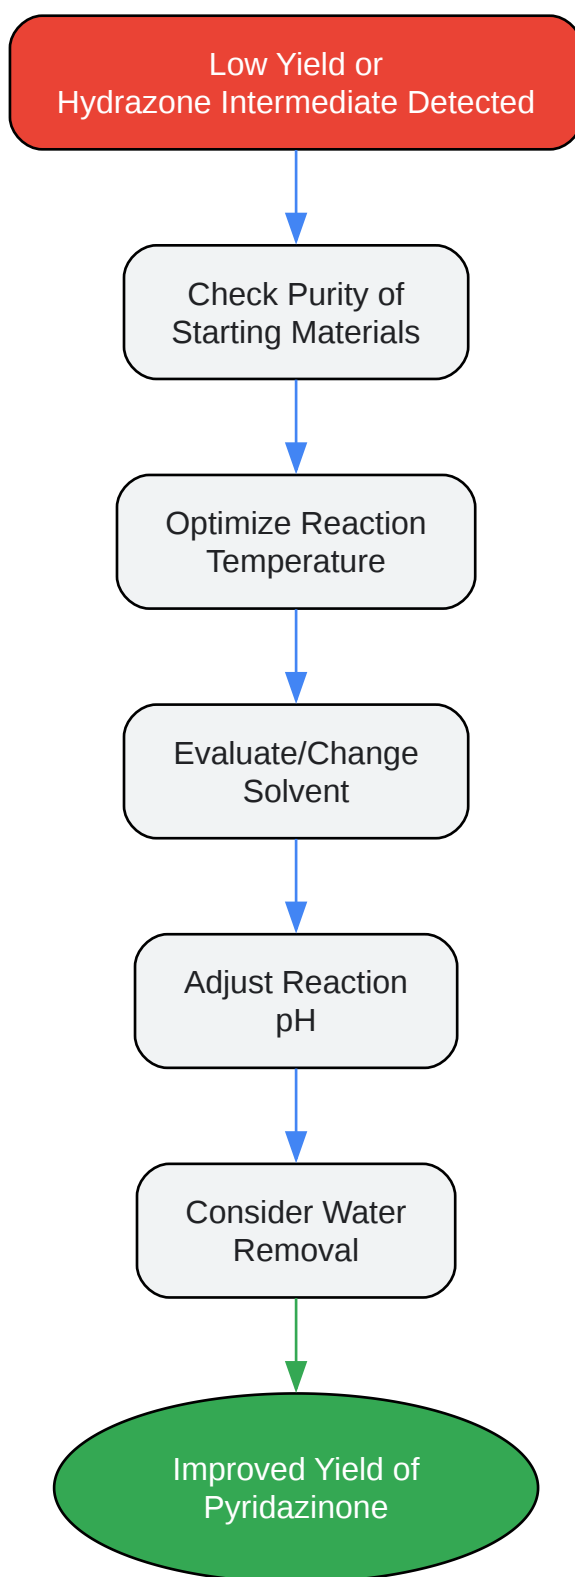 Low Yield or
Hydrazone Intermediate Detected
Check Purity of
Starting Materials
Optimize Reaction
Temperature
Evaluate/Change
Solvent
Adjust Reaction
pH
Consider Water
Removal
Improved Yield of
Pyridazinone